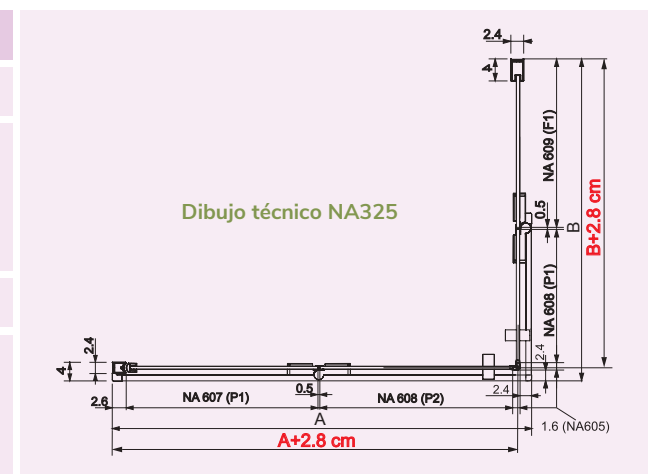 2.4
4
NA 609 (F1)
Dibujo técnico NA325
0.5
B
B+2.8 cm
NA 608 (P1)
2.4
4
2.4
2.6
NA 607 (P1)
0.5
NA 608 (P2)
2.4
A
1.6 (NA605)
A+2.8 cm